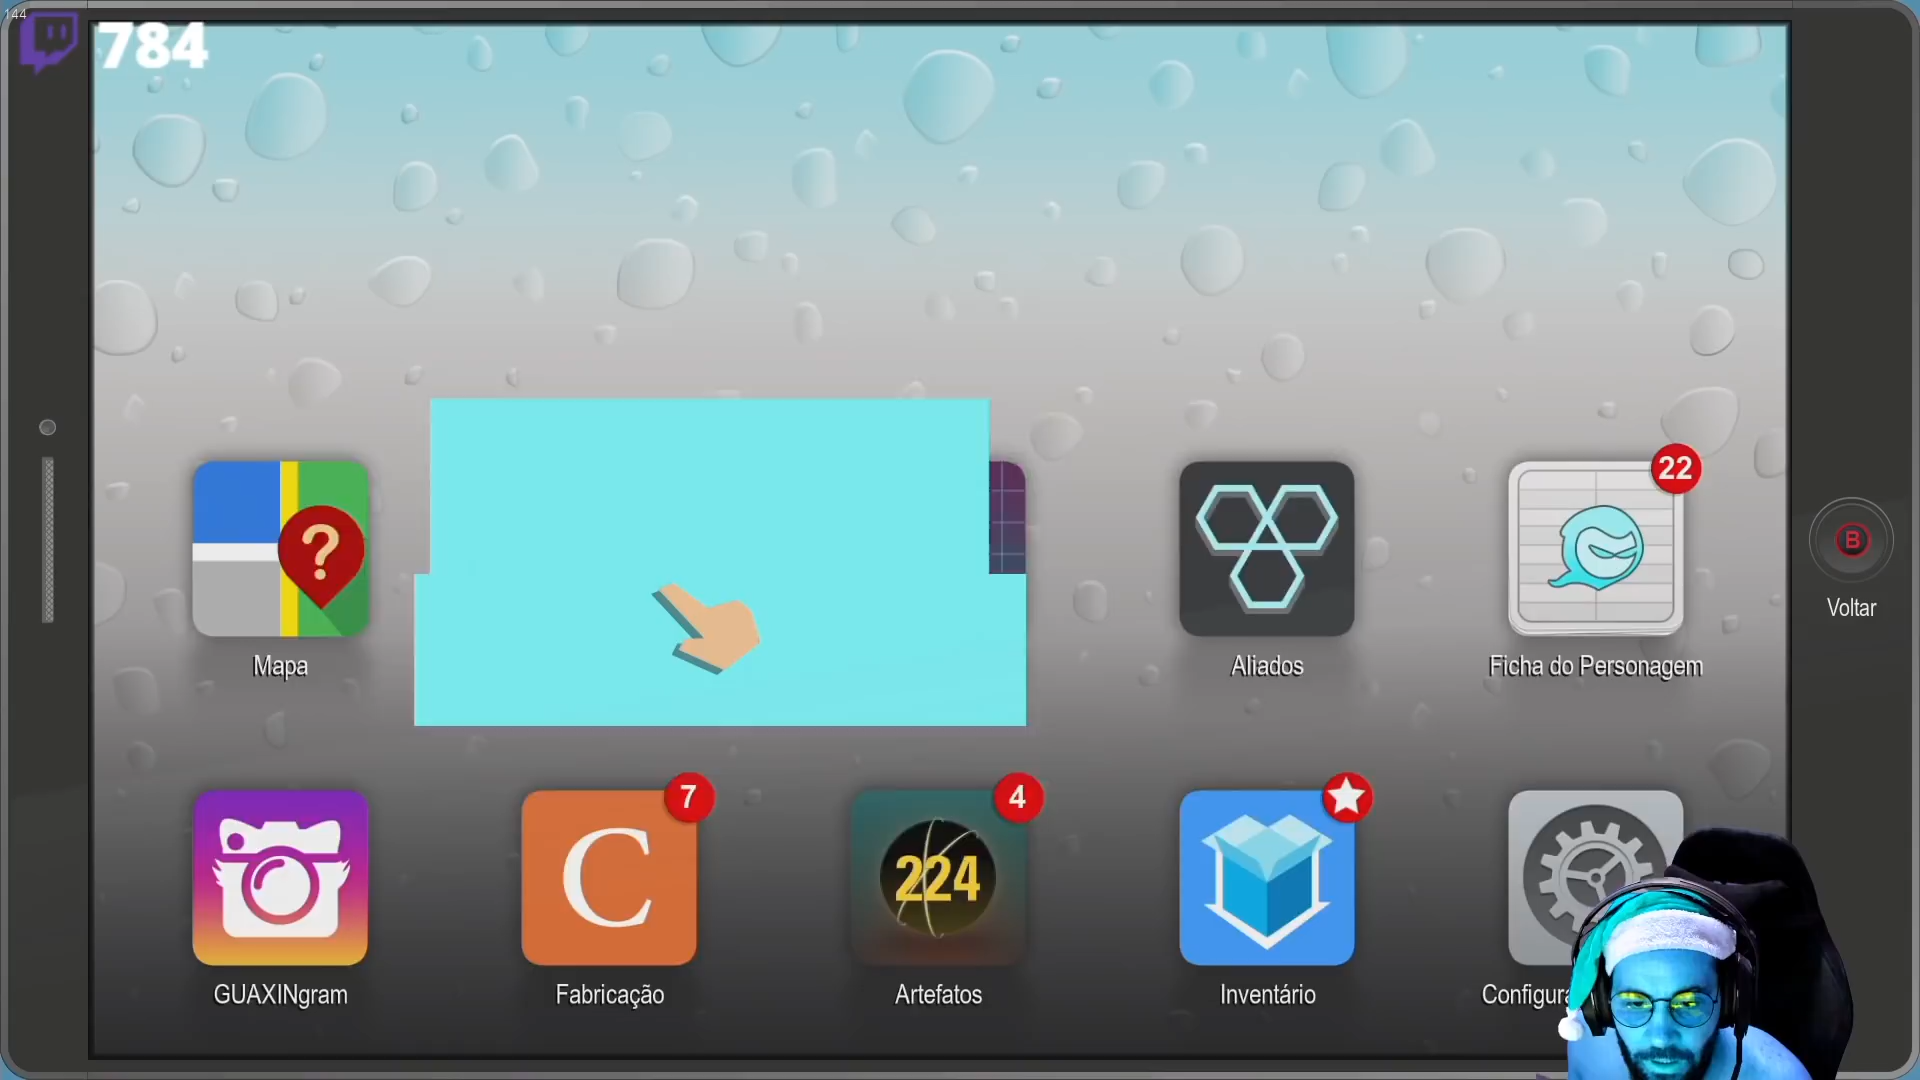 144
784
22
B
Voltar
Mapa
Aliados
Ficha do Personagem
7
4
C
224
GUAXINgram
Fabricação
Artefatos
Inventário